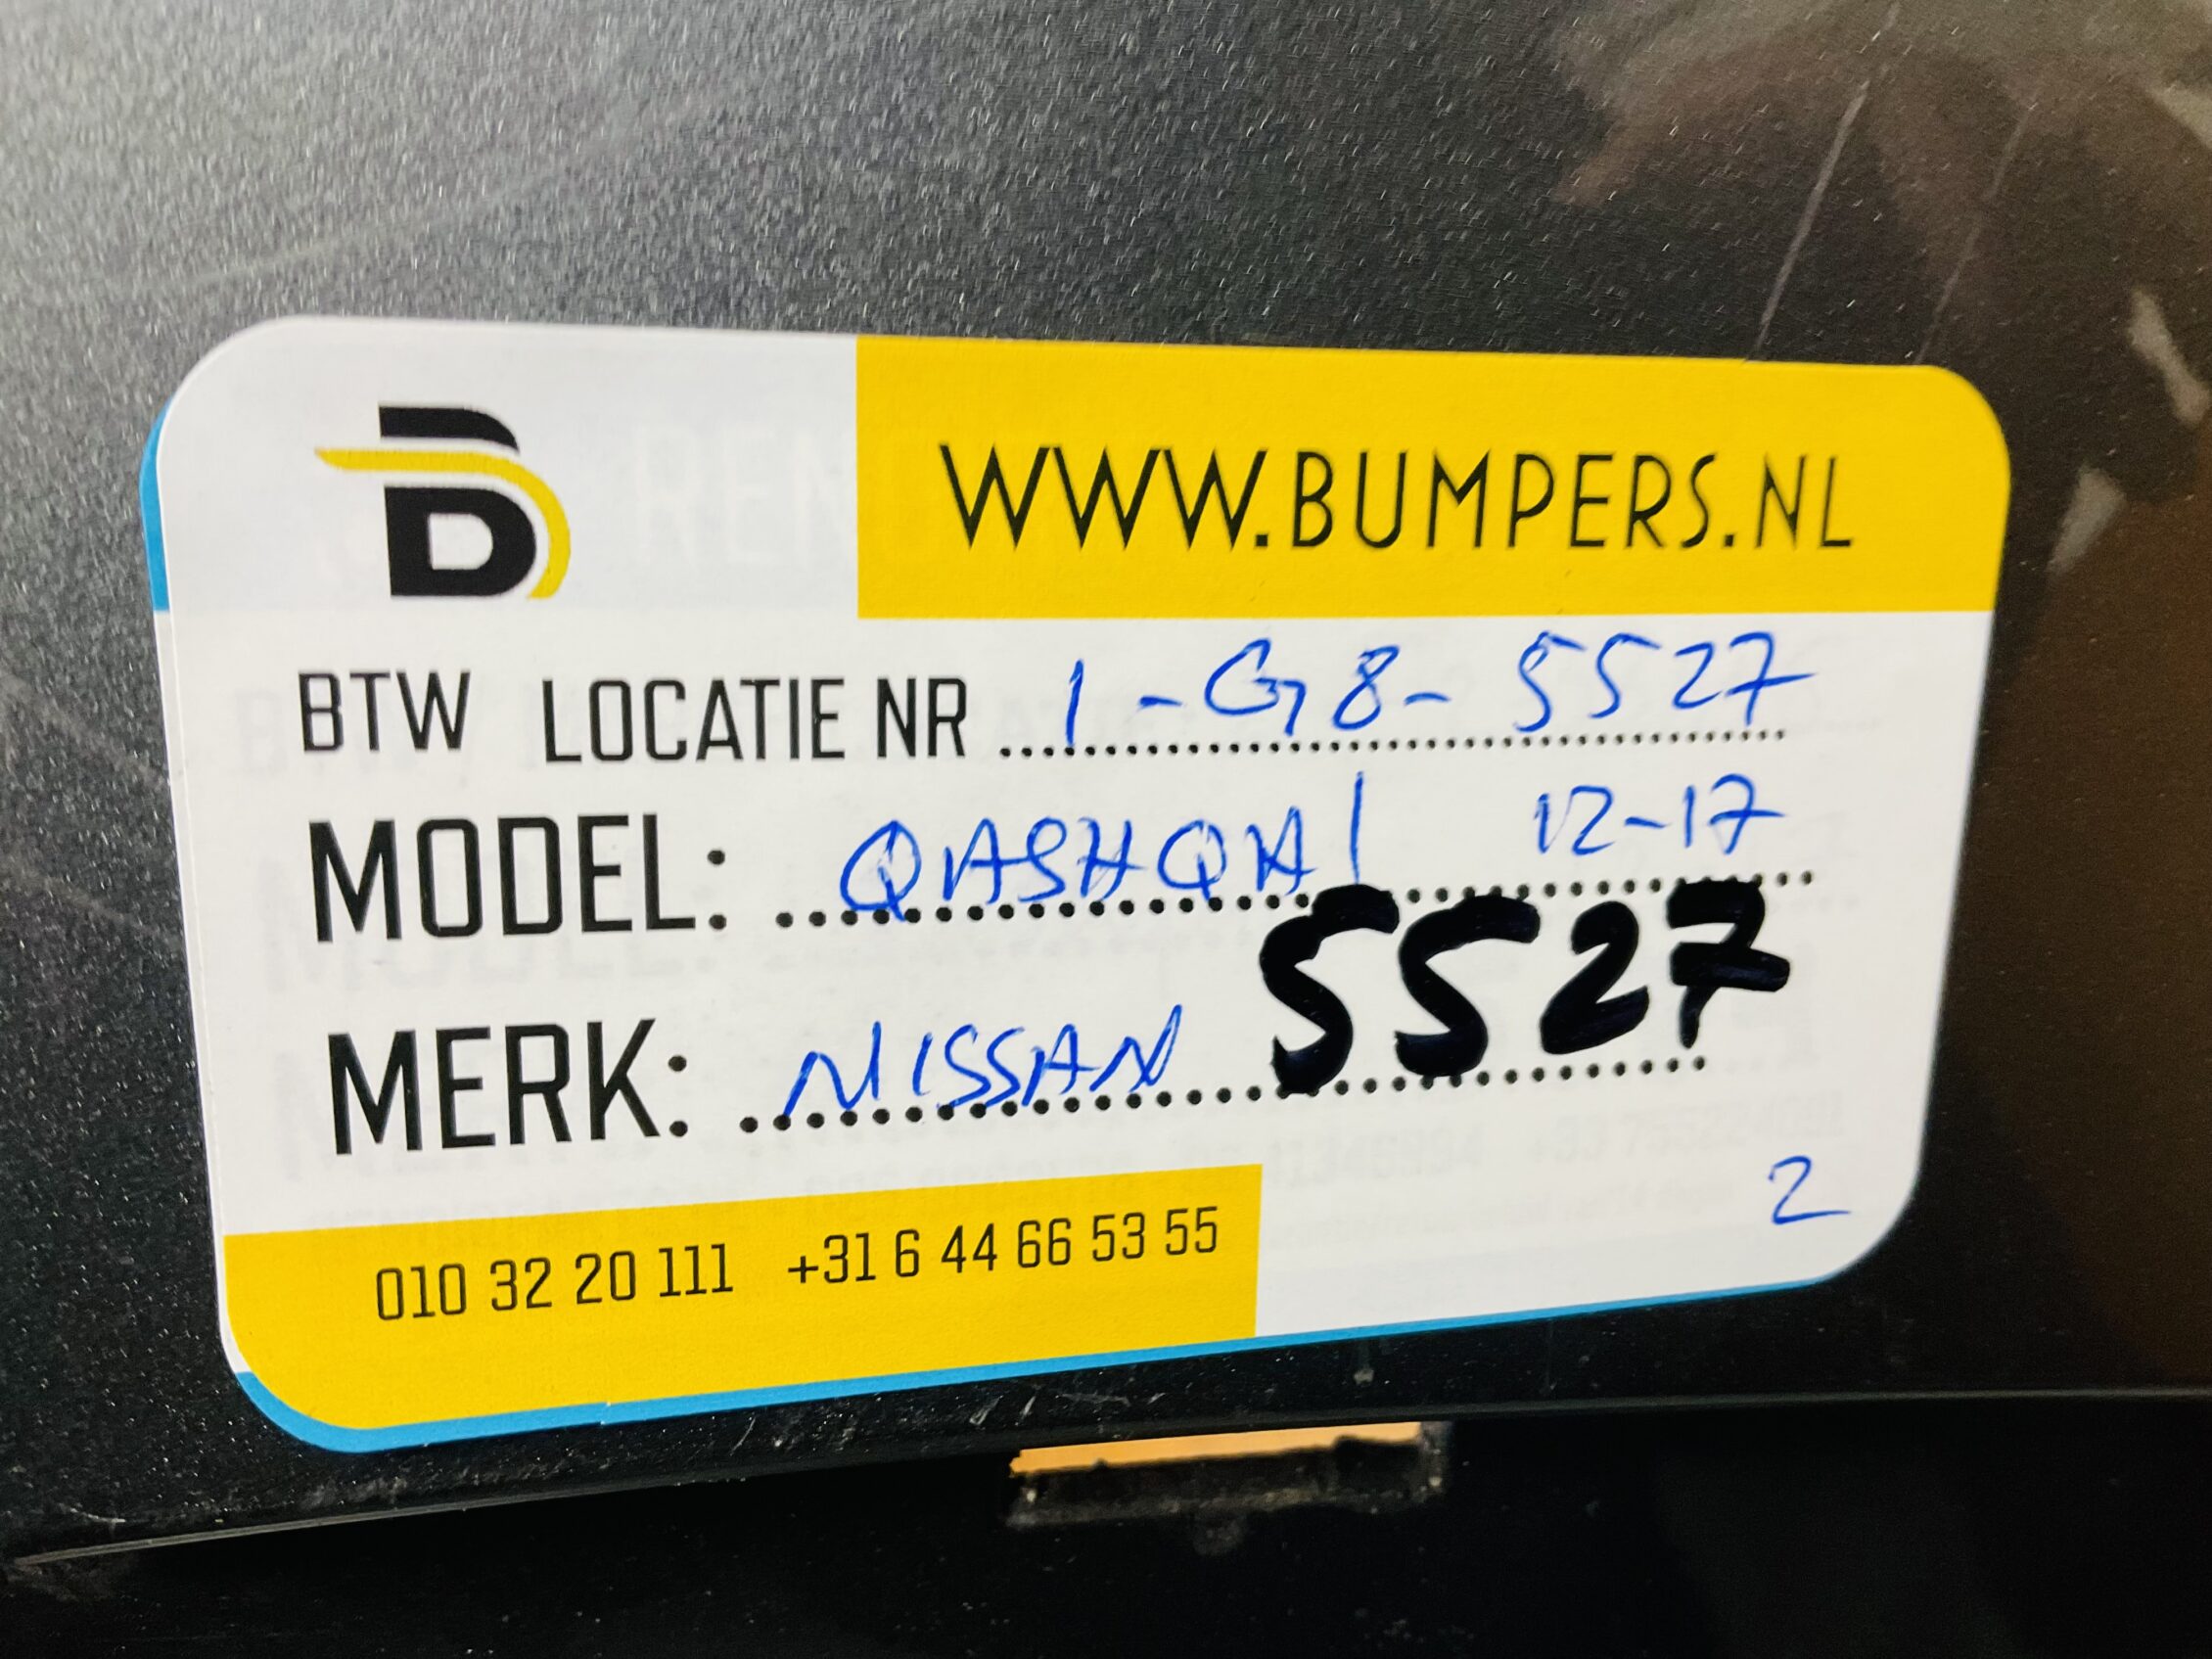 B
WWW.BUMPERS.NL
BTW LOCATIE NR 1-G8-5527
MODEL: QASHQAI 12-17
MERK: NISSAN 5527
2
010 32 20 111 +31 6 44 66 53 55